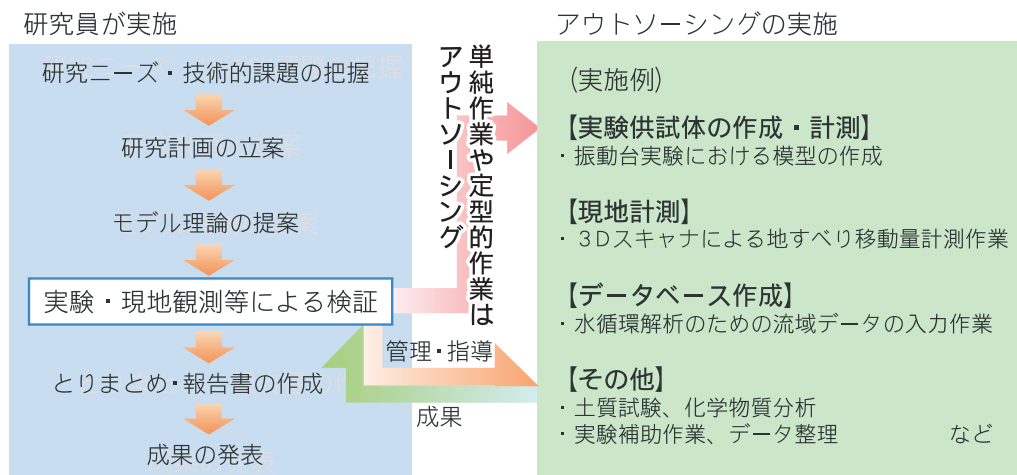 研究員が実施
研究ニーズ・技術的課題の把握
研究計画の立案
モデル理論の提案
実験・現地観測等による検証
とりまとめ・報告書の作成
成果の発表
単純作業や定型的作業は
アウトソーシング
管理・指導
成果
アウトソーシングの実施
(実施例)
【実験供試体の作成・計測】
・振動台実験における模型の作成
【現地計測】
・3Dスキャナによる地すべり移動量計測作業
【データベース作成】
・水循環解析のための流域データの入力作業
【その他】
・土質試験、化学物質分析
・実験補助作業、データ整理　　　　など